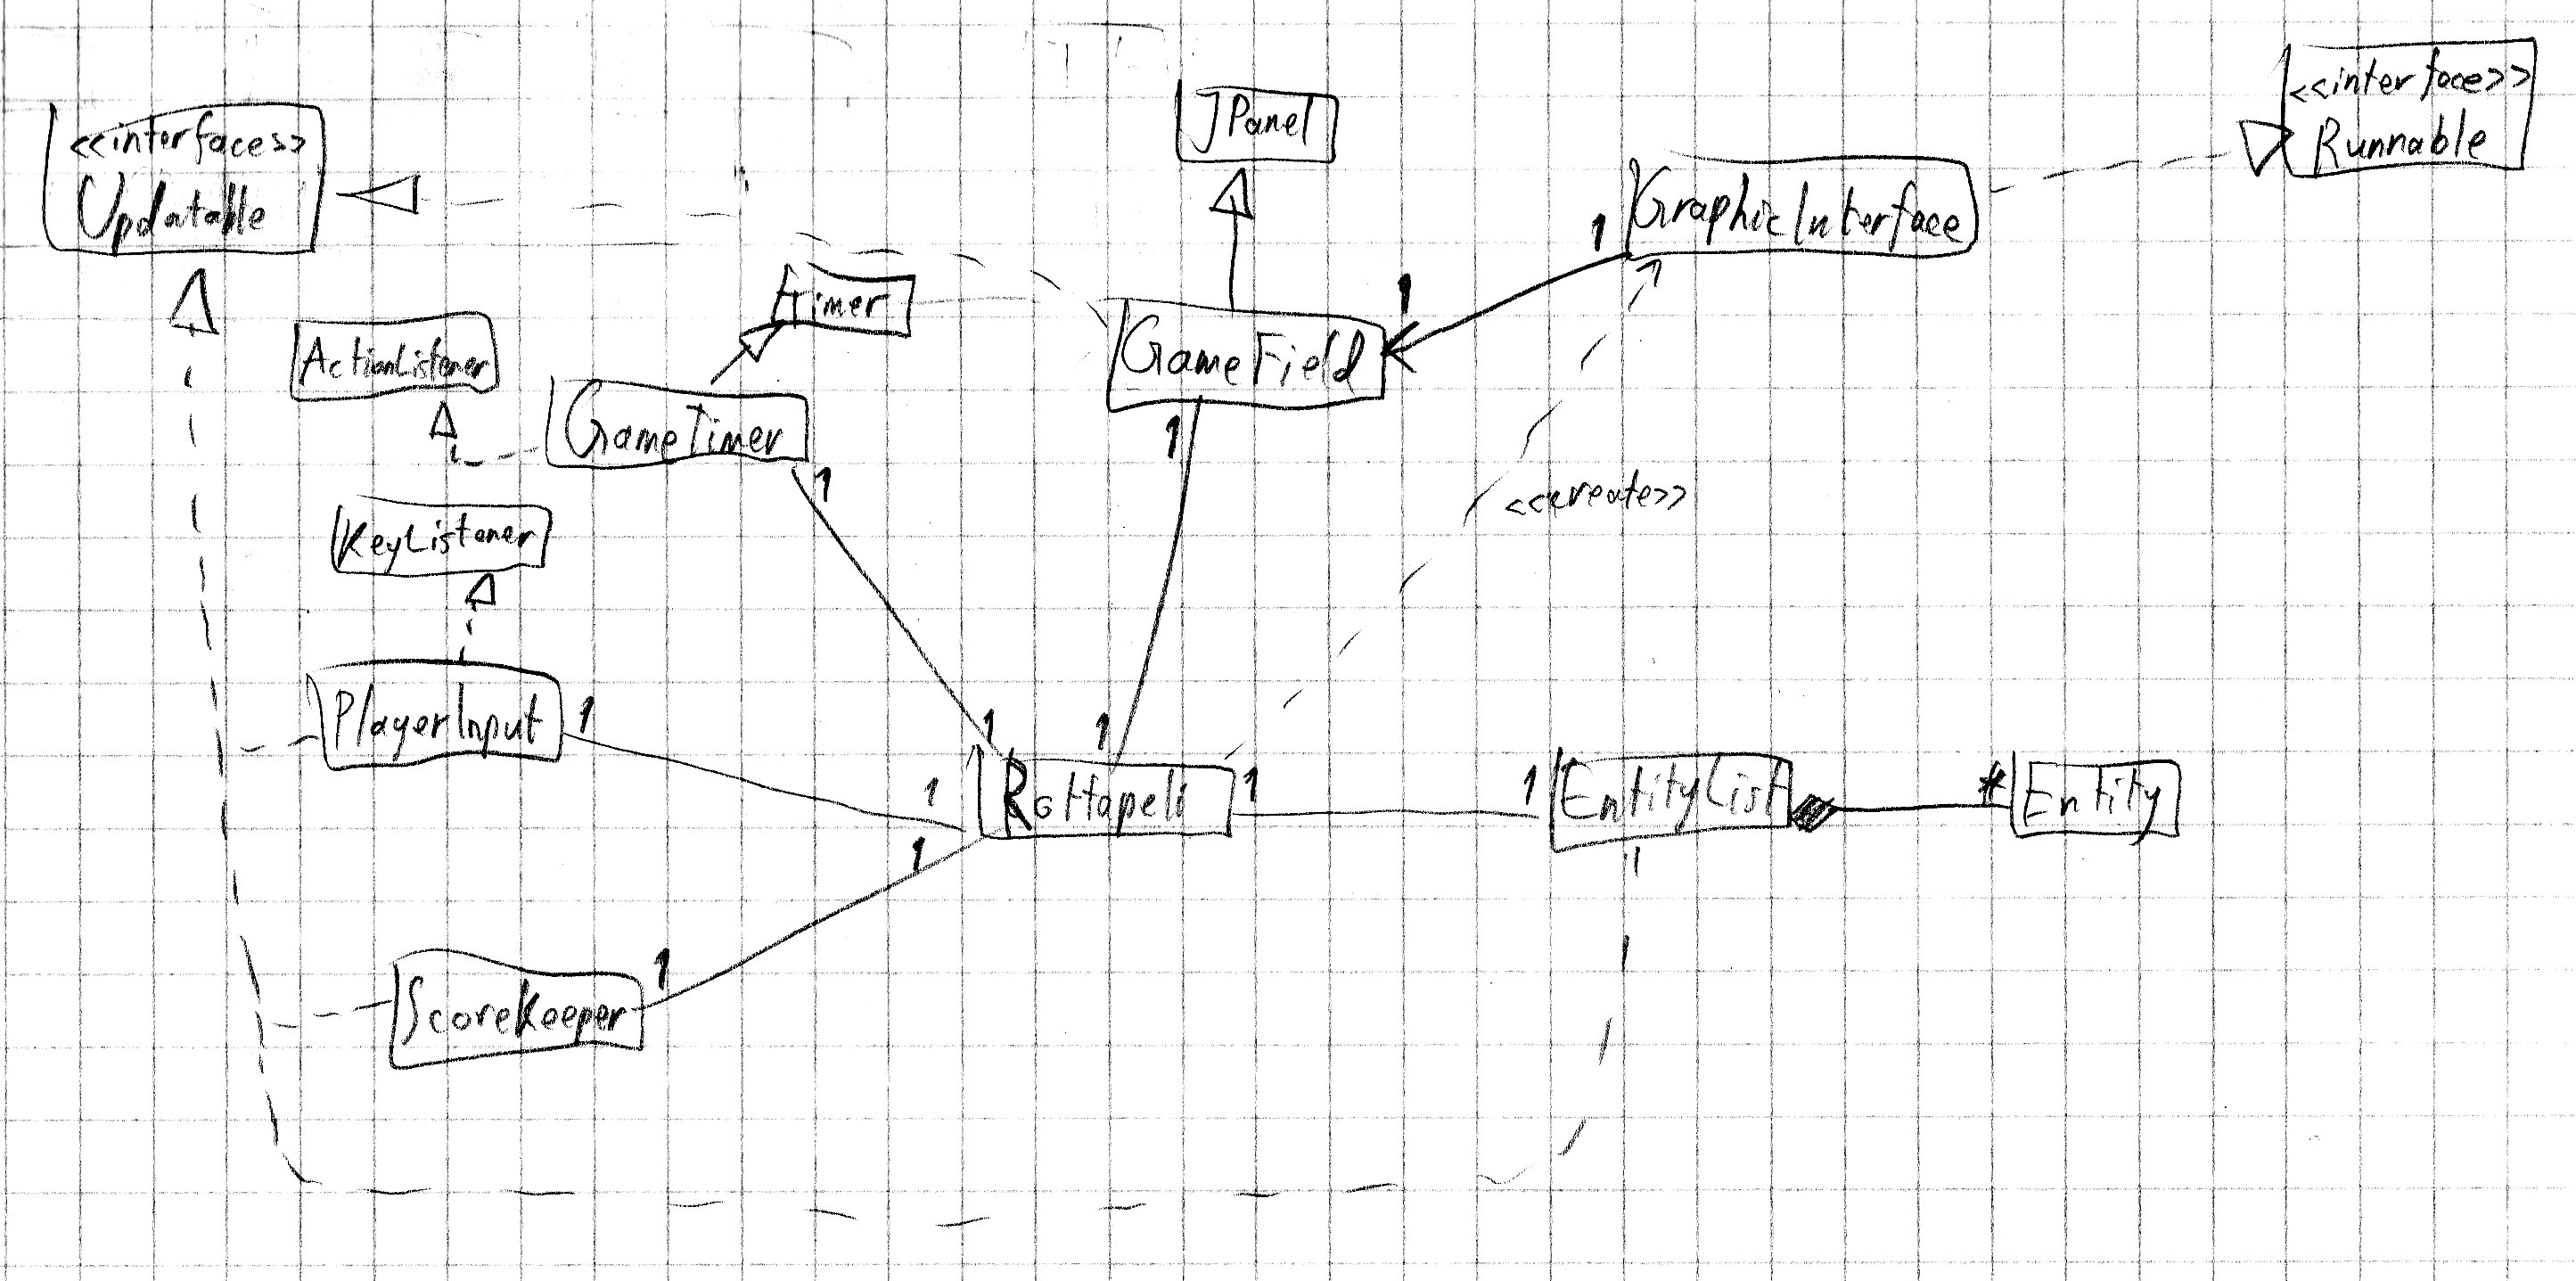 <<interface>>
Updatable
JPanel
<<interface>>
Runnable
GraphicInterface
1
1
Timer
ActionListener
GameTimer
1
GameField
1
<<create>>
KeyListener
PlayerInput
1
1
1
1
1
Rottapeli
1
1
EntityList
*
Entity
ScoreKeeper
1